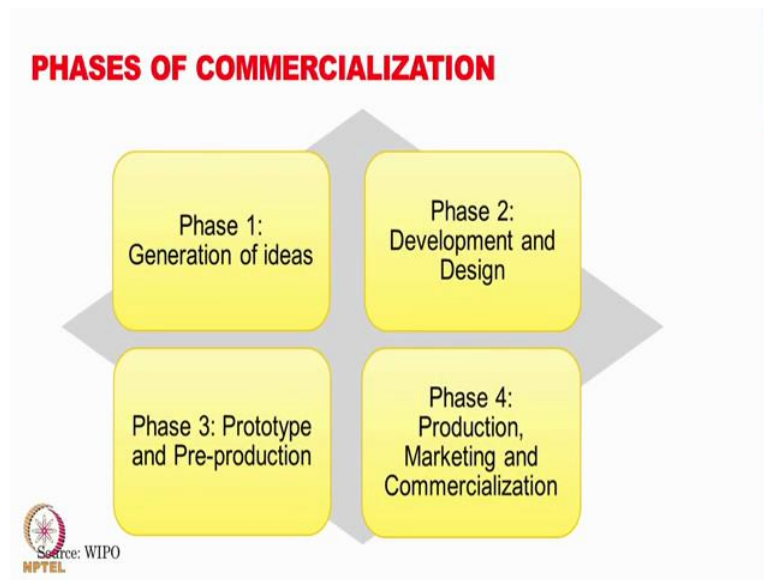 PHASES OF COMMERCIALIZATION
Phase 1:
Generation of ideas
Phase 2:
Development and
Design
Phase 3: Prototype
and Pre-production
Phase 4:
Production,
Marketing and
Commercialization
Source: WIPO
NPTEL